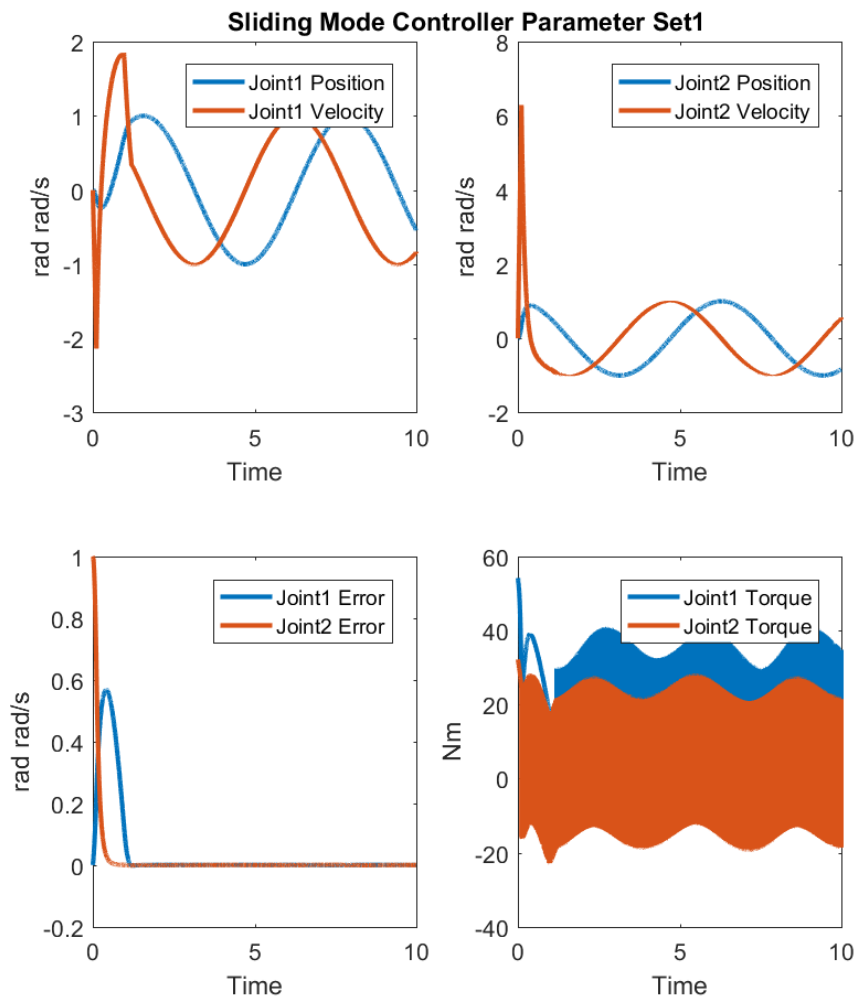 Sliding Mode Controller Parameter Set1
2
1
0
-1
-2
-3
rad rad/s
Joint1 Position
Joint1 Velocity
0
5
10
Time
8
6
4
2
0
-2
rad rad/s
Joint2 Position
Joint2 Velocity
0
5
10
Time
1
0.8
0.6
0.4
0.2
0
-0.2
rad rad/s
Joint1 Error
Joint2 Error
0
5
10
Time
60
40
20
0
-20
-40
Nm
Joint1 Torque
Joint2 Torque
0
5
10
Time